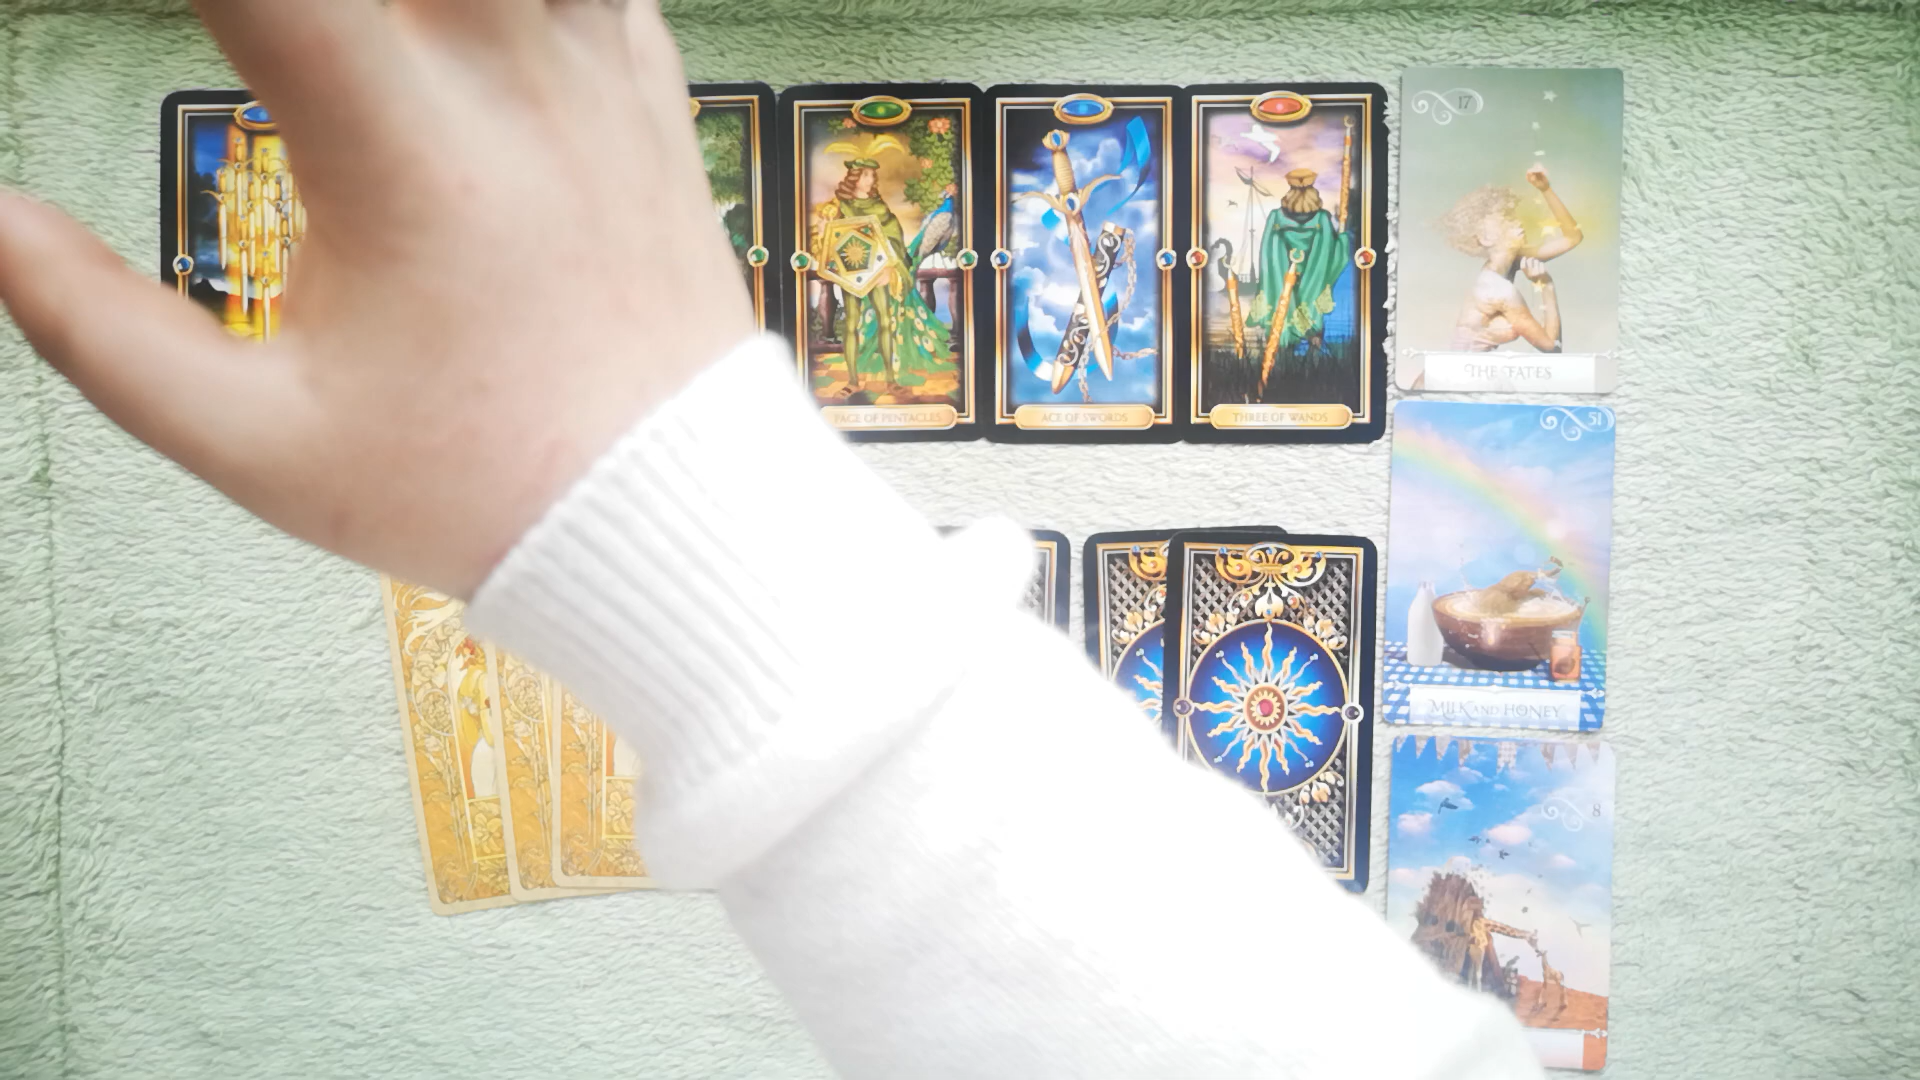 17
THE FATES
PAGE OF PENTACLES
ACE OF SWORDS
THREE OF WANDS
51
MILK AND HONEY
8